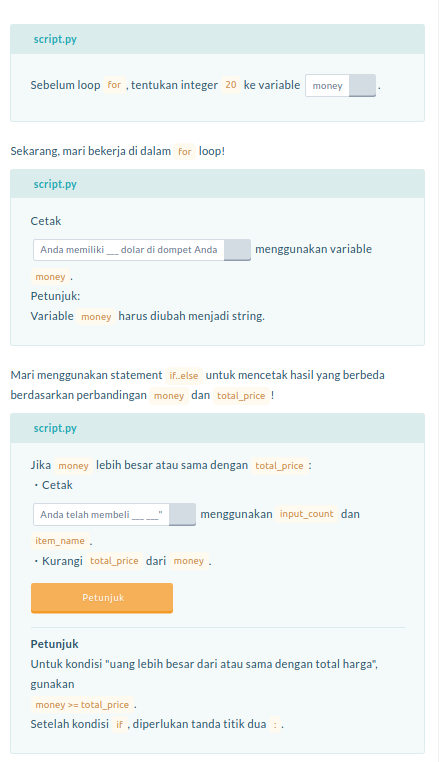 script.py
Sebelum loop for , tentukan integer 20 ke variable money .
Sekarang, mari bekerja di dalam for loop!
script.py
Cetak
Anda memiliki ___ dolar di dompet Anda menggunakan variable
money .
Petunjuk:
Variable money harus diubah menjadi string.
Mari menggunakan statement if..else untuk mencetak hasil yang berbeda
berdasarkan perbandingan money dan total_price !
script.py
Jika money lebih besar atau sama dengan total_price :
・Cetak
Anda telah membeli ___ ___" menggunakan input_count dan
item_name .
・Kurangi total_price dari money .
Petunjuk
Petunjuk
Untuk kondisi "uang lebih besar dari atau sama dengan total harga",
gunakan
money >= total_price .
Setelah kondisi if , diperlukan tanda titik dua : .